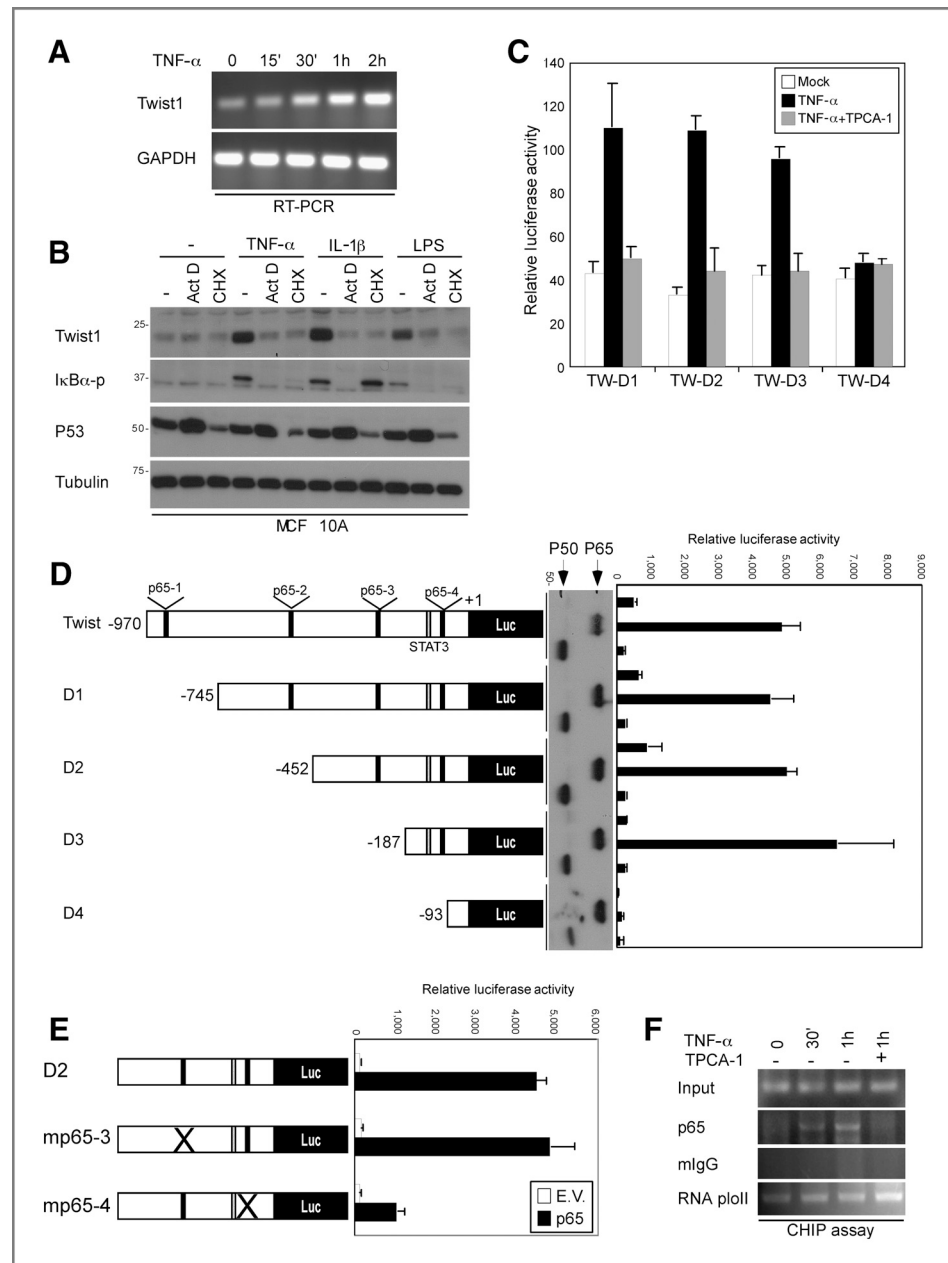 A
TNF-α 0 15' 30' 1h 2h
Twist1
GAPDH
RT-PCR
B
- TNF-α IL-1β LPS
- Act D CHX - Act D CHX - Act D CHX - Act D CHX
Twist1 25-
IκBα-p 37-
P53 50-
Tubulin 75-
MCF 10A
C
Relative luciferase activity
140
120
100
80
60
40
20
0
Mock
TNF-α
TNF-α+TPCA-1
TW-D1 TW-D2 TW-D3 TW-D4
D
P50 P65
50-
Relative luciferase activity
0 1,000 2,000 3,000 4,000 5,000 6,000 7,000 8,000 9,000
p65-1 p65-2 p65-3 p65-4 +1
Twist -970 Luc
STAT3
D1 -745 Luc
D2 -452 Luc
D3 -187 Luc
D4 -93 Luc
E
Relative luciferase activity
0 1,000 2,000 3,000 4,000 5,000 6,000
D2 Luc
mp65-3 X Luc
mp65-4 X Luc
E.V.
p65
F
TNF-α 0 30' 1h 1h
TPCA-1 - - - +
Input
p65
mIgG
RNA ploII
CHIP assay